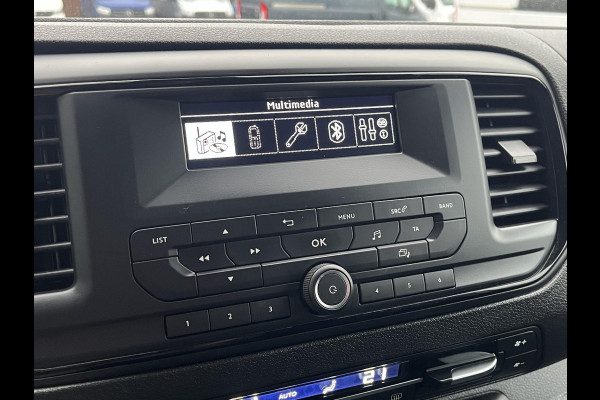 Multimedia
LIST
MENU
SRC
BAND
OK
TA
1
2
3
4
5
6
AUTO
21